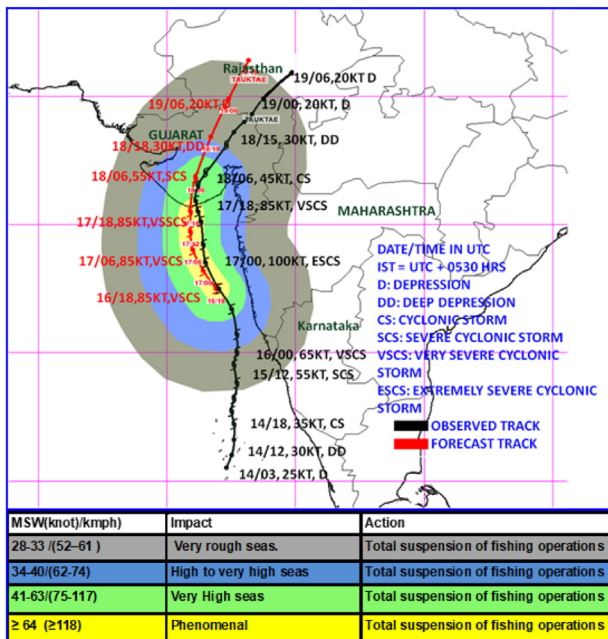 Rajasthan
TAUKTAE
19/06,20KT D
19/06,20KT,D
19/00, 20KT, D
TAUKTAE
GUJARAT
18/15, 30KT, DD
18/18,30KT,DD
18/06,55KT,SCS
18/06, 45KT, CS
17/18, 85KT, VSCS
MAHARASHTRA
17/18,85KT,VSSCS
17/06,85KT,VSCS
17/00, 100KT, ESCS
16/18,85KT,VSCS
16/18
DATE/TIME IN UTC
IST = UTC + 0530 HRS
D: DEPRESSION
DD: DEEP DEPRESSION
CS: CYCLONIC STORM
SCS: SEVERE CYCLONIC STORM
VSCS: VERY SEVERE CYCLONIC
STORM
ESCS: EXTREMELY SEVERE CYCLONIC
STORM
OBSERVED TRACK
FORECAST TRACK
Karnataka
16/00, 65KT, VSCS
15/12, 55KT, SCS
14/18, 35KT, CS
14/12, 30KT, DD
14/03, 25KT, D
MSW(knot)/kmph) Impact Action
28-33 /(52–61 ) Very rough seas. Total suspension of fishing operations
34-40/(62-74) High to very high seas Total suspension of fishing operations
41-63/(75-117) Very High seas Total suspension of fishing operations
≥ 64 (≥118) Phenomenal Total suspension of fishing operations